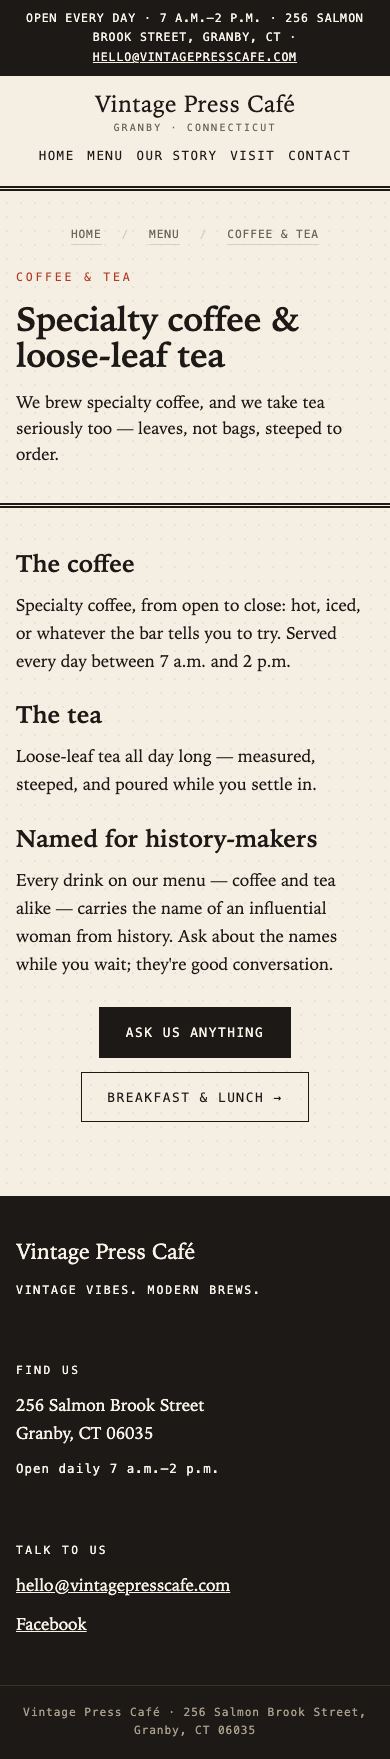 OPEN EVERY DAY · 7 A.M.–2 P.M. · 256 SALMON
BROOK STREET, GRANBY, CT ·
HELLO@VINTAGEPRESSCAFE.COM
Vintage Press Café
GRANBY · CONNECTICUT
HOME MENU OUR STORY VISIT CONTACT
HOME / MENU / COFFEE & TEA
COFFEE & TEA
Specialty coffee &
loose-leaf tea
We brew specialty coffee, and we take tea
seriously too — leaves, not bags, steeped to
order.
The coffee
Specialty coffee, from open to close: hot, iced,
or whatever the bar tells you to try. Served
every day between 7 a.m. and 2 p.m.
The tea
Loose-leaf tea all day long — measured,
steeped, and poured while you settle in.
Named for history-makers
Every drink on our menu — coffee and tea
alike — carries the name of an influential
woman from history. Ask about the names
while you wait; they're good conversation.
ASK US ANYTHING
BREAKFAST & LUNCH →
Vintage Press Café
VINTAGE VIBES. MODERN BREWS.
FIND US
256 Salmon Brook Street
Granby, CT 06035
Open daily 7 a.m.–2 p.m.
TALK TO US
hello@vintagepresscafe.com
Facebook
Vintage Press Café · 256 Salmon Brook Street,
Granby, CT 06035